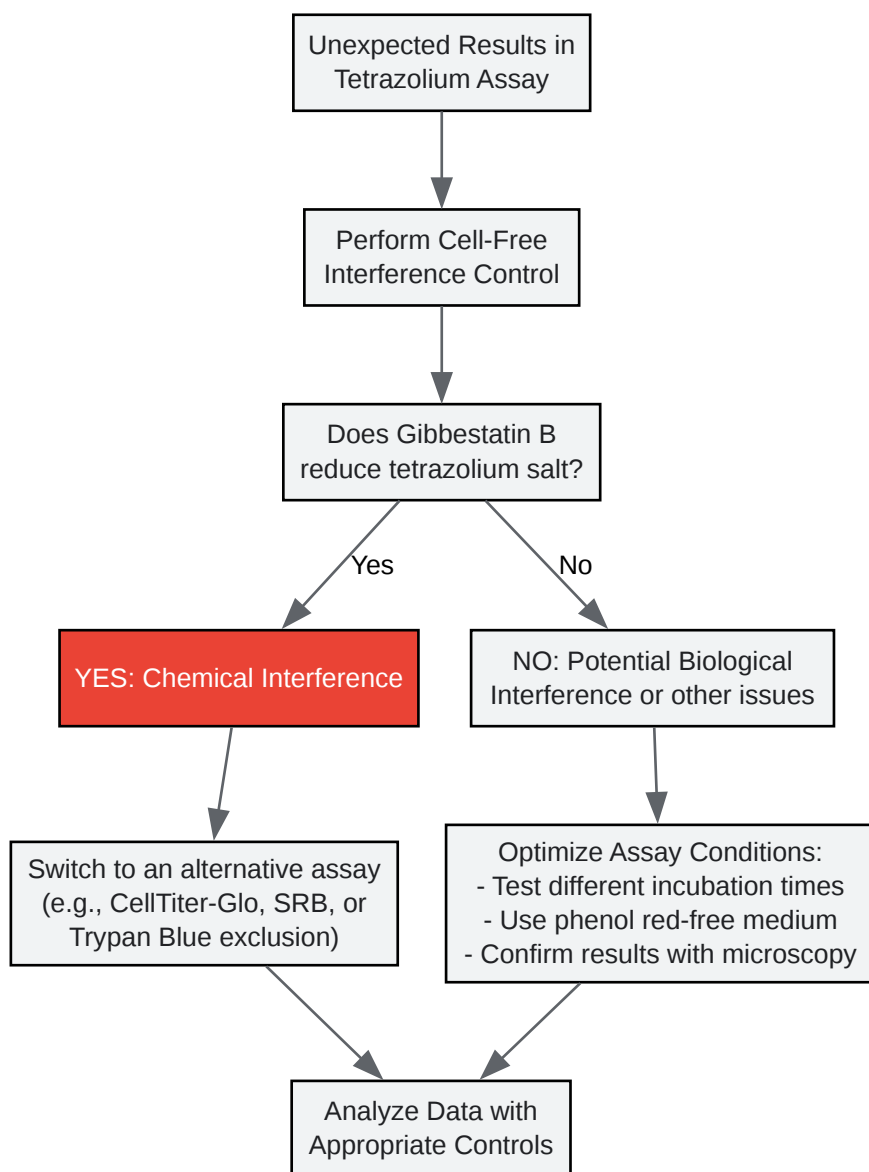 Unexpected Results in
Tetrazolium Assay
Perform Cell-Free
Interference Control
Does Gibbestatin B
reduce tetrazolium salt?
Yes
No
YES: Chemical Interference
NO: Potential Biological
Interference or other issues
Switch to an alternative assay
(e.g., CellTiter-Glo, SRB, or
Trypan Blue exclusion)
Optimize Assay Conditions:
- Test different incubation times
- Use phenol red-free medium
- Confirm results with microscopy
Analyze Data with
Appropriate Controls